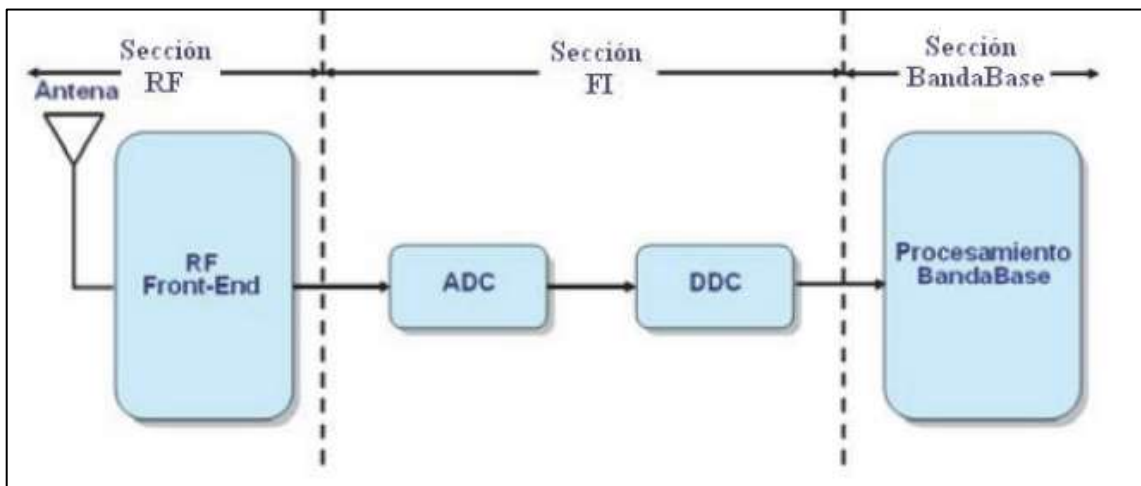 Sección
RF
Sección
FI
Sección
BandaBase
Antena
RF
Front-End
ADC
DDC
Procesamiento
BandaBase